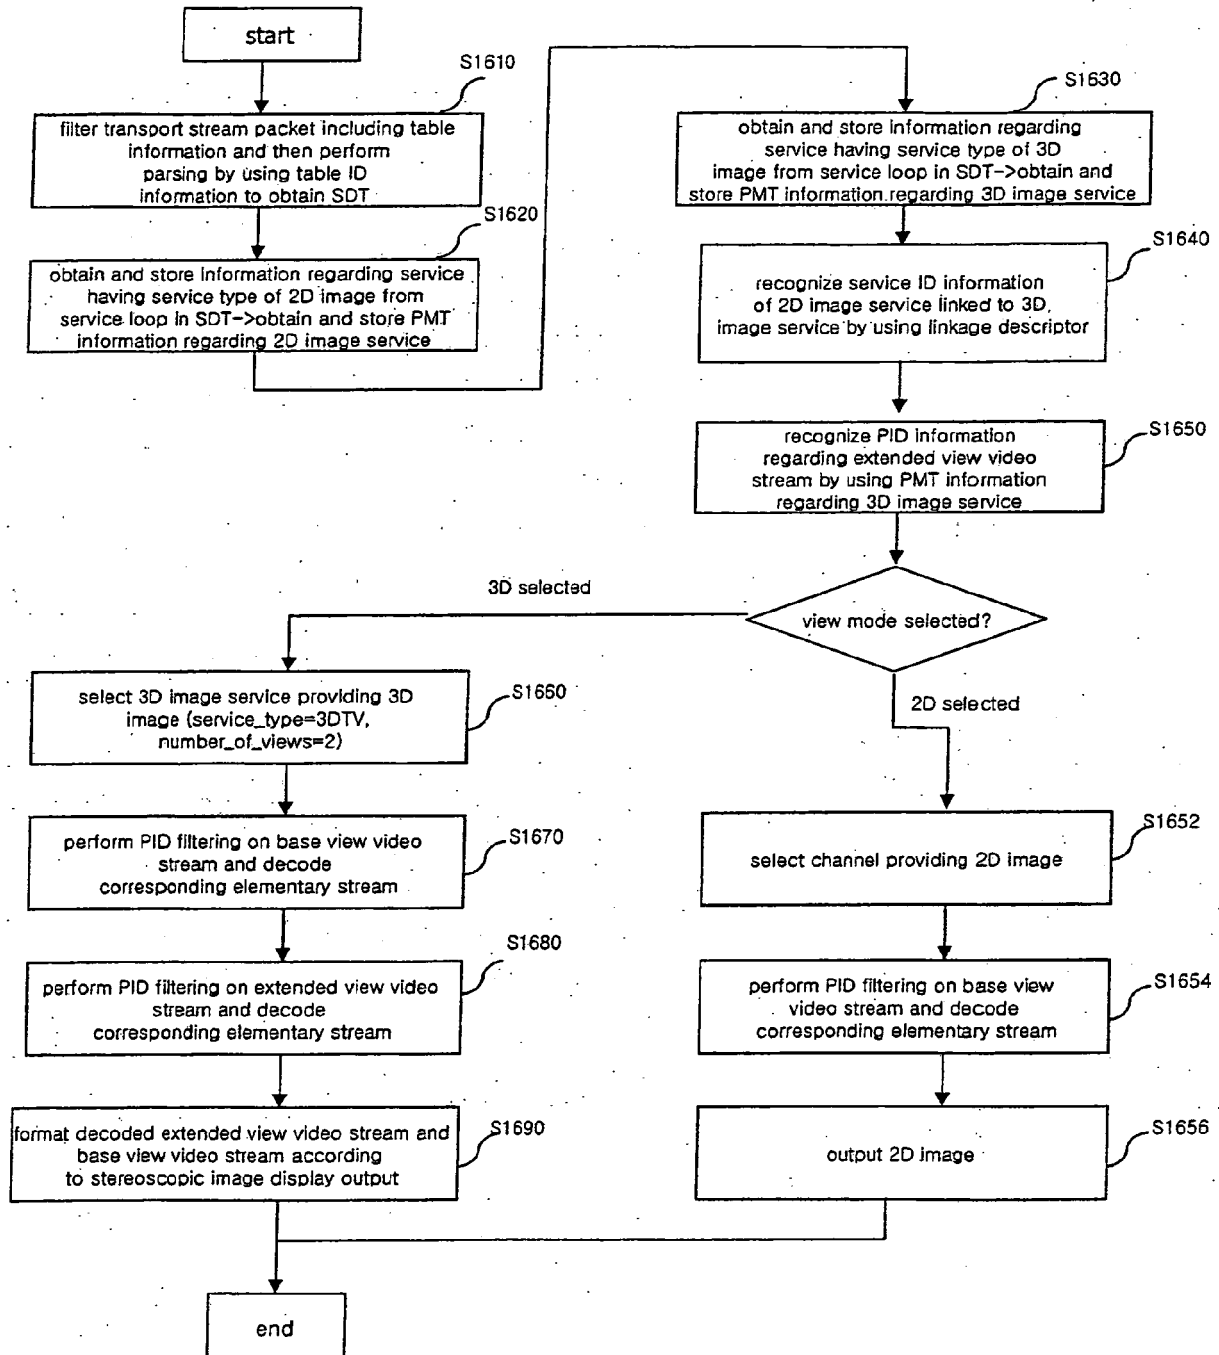 start
S1610
filter transport stream packet including table
information and then perform
parsing by using table ID
information to obtain SDT
S1620
obtain and store information regarding service
having service type of 2D image from
service loop in SDT->obtain and store PMT
information regarding 2D image service
S1630
obtain and store information regarding
service having service type of 3D
image from service loop in SDT->obtain and
store PMT information regarding 3D image service
S1640
recognize service ID information
of 2D image service linked to 3D
image service by using linkage descriptor
S1650
recognize PID information
regarding extended view video
stream by using PMT information
regarding 3D image service
view mode selected?
3D selected
2D selected
S1660
select 3D image service providing 3D
image (service_type=3DTV,
number_of_views=2)
S1670
perform PID filtering on base view video
stream and decode
corresponding elementary stream
S1680
perform PID filtering on extended view video
stream and decode
corresponding elementary stream
S1690
format decoded extended view video stream and
base view video stream according
to stereoscopic image display output
S1652
select channel providing 2D image
S1654
perform PID filtering on base view
video stream and decode
corresponding elementary stream
S1656
output 2D image
end